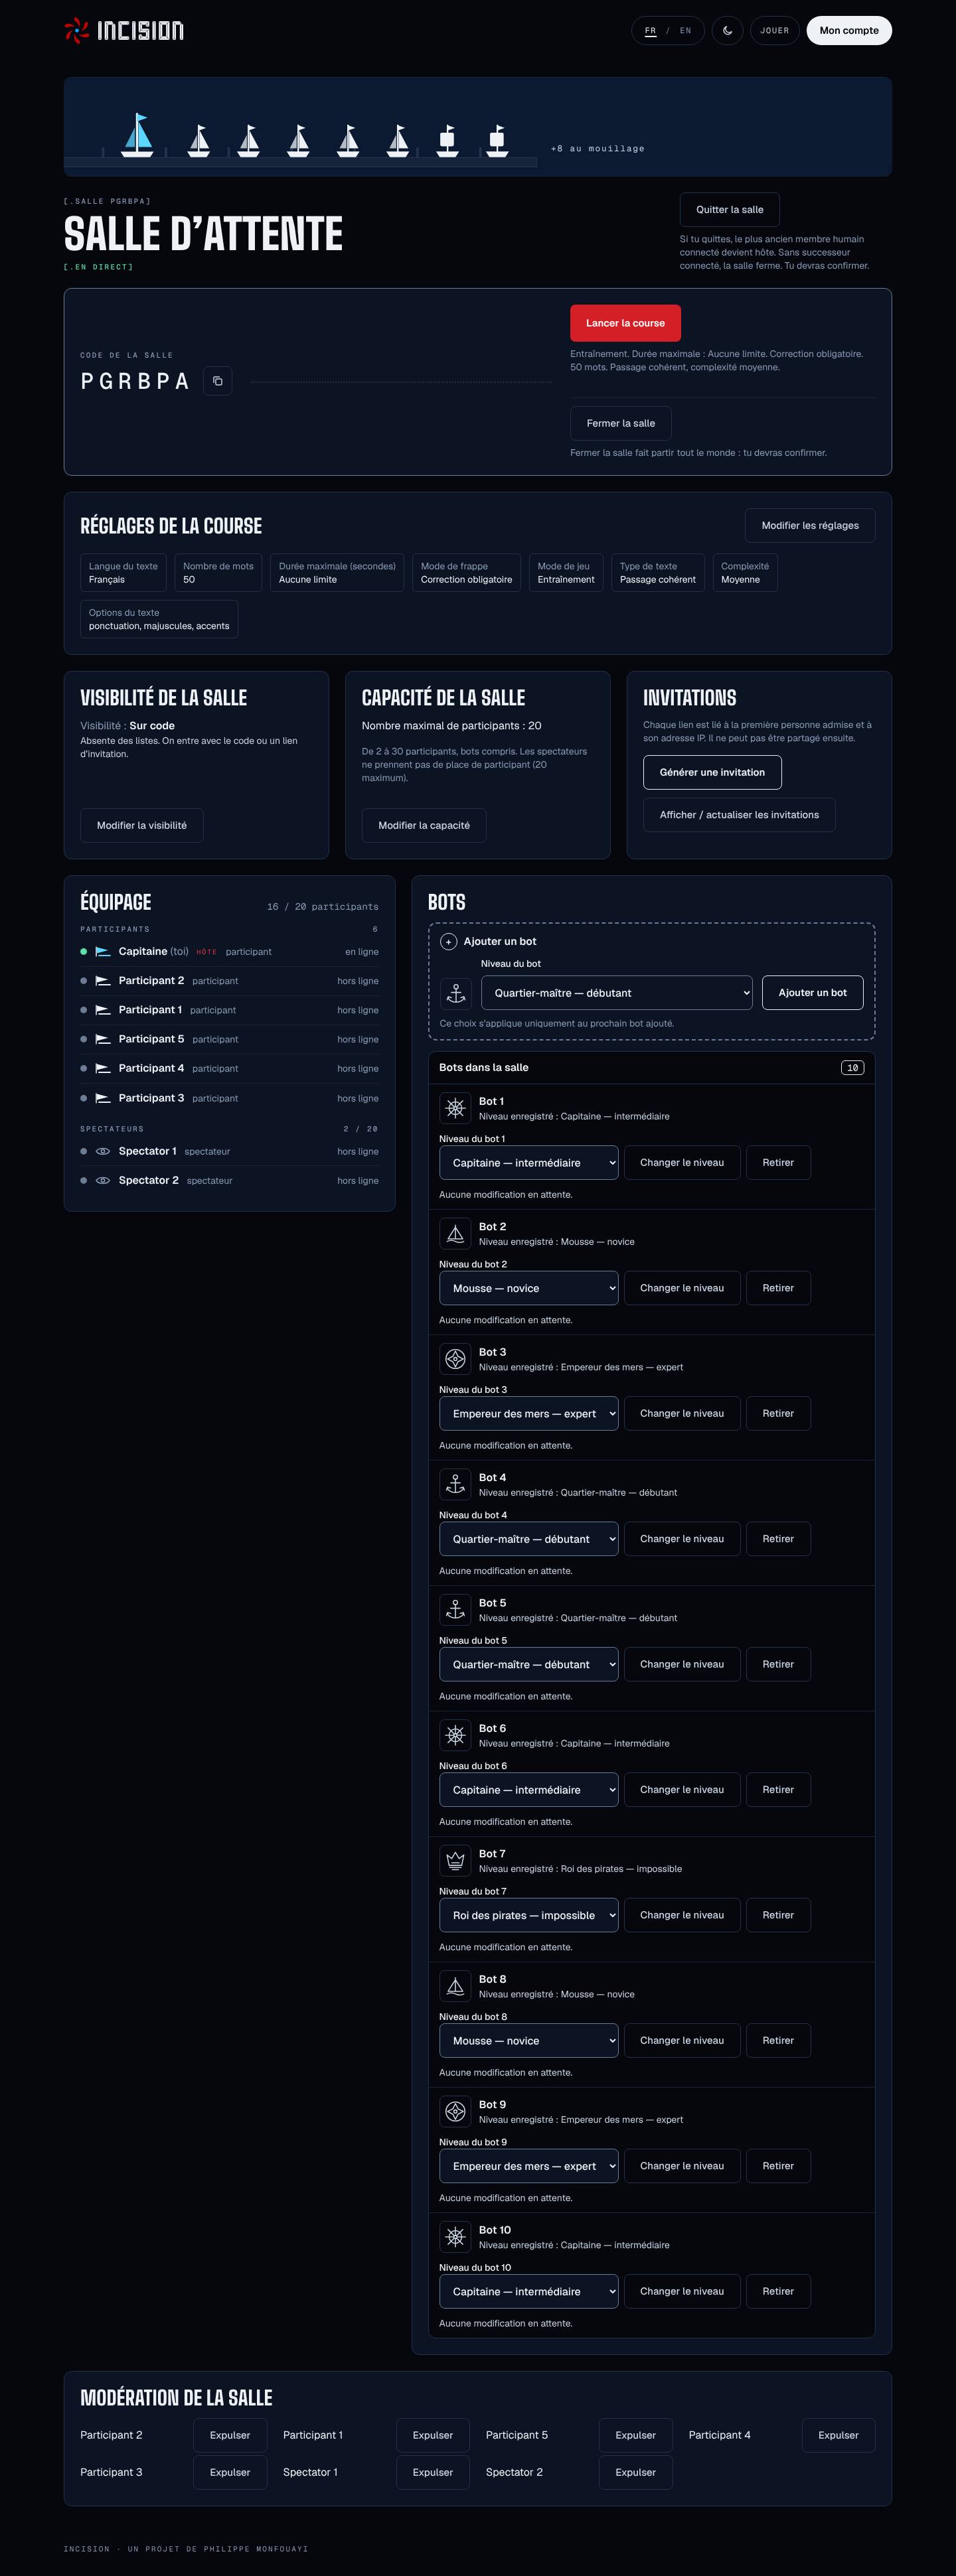 INCISION
FR / EN
JOUER
Mon compte
+8 au mouillage
[.SALLE PGRBPA]
SALLE D’ATTENTE
[.EN DIRECT]
Quitter la salle
Si tu quittes, le plus ancien membre humain
connecté devient hôte. Sans successeur
connecté, la salle ferme. Tu devras confirmer.
CODE DE LA SALLE
PGRBPA
Lancer la course
Entraînement. Durée maximale : Aucune limite. Correction obligatoire.
50 mots. Passage cohérent, complexité moyenne.
Fermer la salle
Fermer la salle fait partir tout le monde : tu devras confirmer.
RÉGLAGES DE LA COURSE
Modifier les réglages
Langue du texte
Français
Nombre de mots
50
Durée maximale (secondes)
Aucune limite
Mode de frappe
Correction obligatoire
Mode de jeu
Entraînement
Type de texte
Passage cohérent
Complexité
Moyenne
Options du texte
ponctuation, majuscules, accents
VISIBILITÉ DE LA SALLE
Visibilité : Sur code
Absente des listes. On entre avec le code ou un lien
d’invitation.
Modifier la visibilité
CAPACITÉ DE LA SALLE
Nombre maximal de participants : 20
De 2 à 30 participants, bots compris. Les spectateurs
ne prennent pas de place de participant (20
maximum).
Modifier la capacité
INVITATIONS
Chaque lien est lié à la première personne admise et à
son adresse IP. Il ne peut pas être partagé ensuite.
Générer une invitation
Afficher / actualiser les invitations
ÉQUIPAGE
16 / 20 participants
PARTICIPANTS 6
Capitaine (toi) HÔTE participant en ligne
Participant 2 participant hors ligne
Participant 1 participant hors ligne
Participant 5 participant hors ligne
Participant 4 participant hors ligne
Participant 3 participant hors ligne
SPECTATEURS 2 / 20
Spectator 1 spectateur hors ligne
Spectator 2 spectateur hors ligne
BOTS
+ Ajouter un bot
Niveau du bot
Quartier-maître — débutant
Ajouter un bot
Ce choix s’applique uniquement au prochain bot ajouté.
Bots dans la salle 10
Bot 1
Niveau enregistré : Capitaine — intermédiaire
Niveau du bot 1
Capitaine — intermédiaire Changer le niveau Retirer
Aucune modification en attente.
Bot 2
Niveau enregistré : Mousse — novice
Niveau du bot 2
Mousse — novice Changer le niveau Retirer
Aucune modification en attente.
Bot 3
Niveau enregistré : Empereur des mers — expert
Niveau du bot 3
Empereur des mers — expert Changer le niveau Retirer
Aucune modification en attente.
Bot 4
Niveau enregistré : Quartier-maître — débutant
Niveau du bot 4
Quartier-maître — débutant Changer le niveau Retirer
Aucune modification en attente.
Bot 5
Niveau enregistré : Quartier-maître — débutant
Niveau du bot 5
Quartier-maître — débutant Changer le niveau Retirer
Aucune modification en attente.
Bot 6
Niveau enregistré : Capitaine — intermédiaire
Niveau du bot 6
Capitaine — intermédiaire Changer le niveau Retirer
Aucune modification en attente.
Bot 7
Niveau enregistré : Roi des pirates — impossible
Niveau du bot 7
Roi des pirates — impossible Changer le niveau Retirer
Aucune modification en attente.
Bot 8
Niveau enregistré : Mousse — novice
Niveau du bot 8
Mousse — novice Changer le niveau Retirer
Aucune modification en attente.
Bot 9
Niveau enregistré : Empereur des mers — expert
Niveau du bot 9
Empereur des mers — expert Changer le niveau Retirer
Aucune modification en attente.
Bot 10
Niveau enregistré : Capitaine — intermédiaire
Niveau du bot 10
Capitaine — intermédiaire Changer le niveau Retirer
Aucune modification en attente.
MODÉRATION DE LA SALLE
Participant 2 Expulser Participant 1 Expulser Participant 5 Expulser Participant 4 Expulser
Participant 3 Expulser Spectator 1 Expulser Spectator 2 Expulser
INCISION · UN PROJET DE PHILIPPE MONFOUAYI